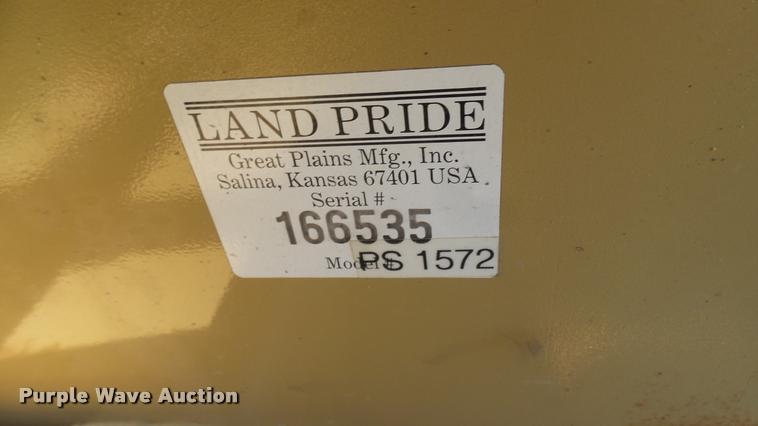 LAND PRIDE
Great Plains Mfg., Inc.
Salina, Kansas 67401 USA
Serial #
166535
Model # PS 1572
Purple Wave Auction